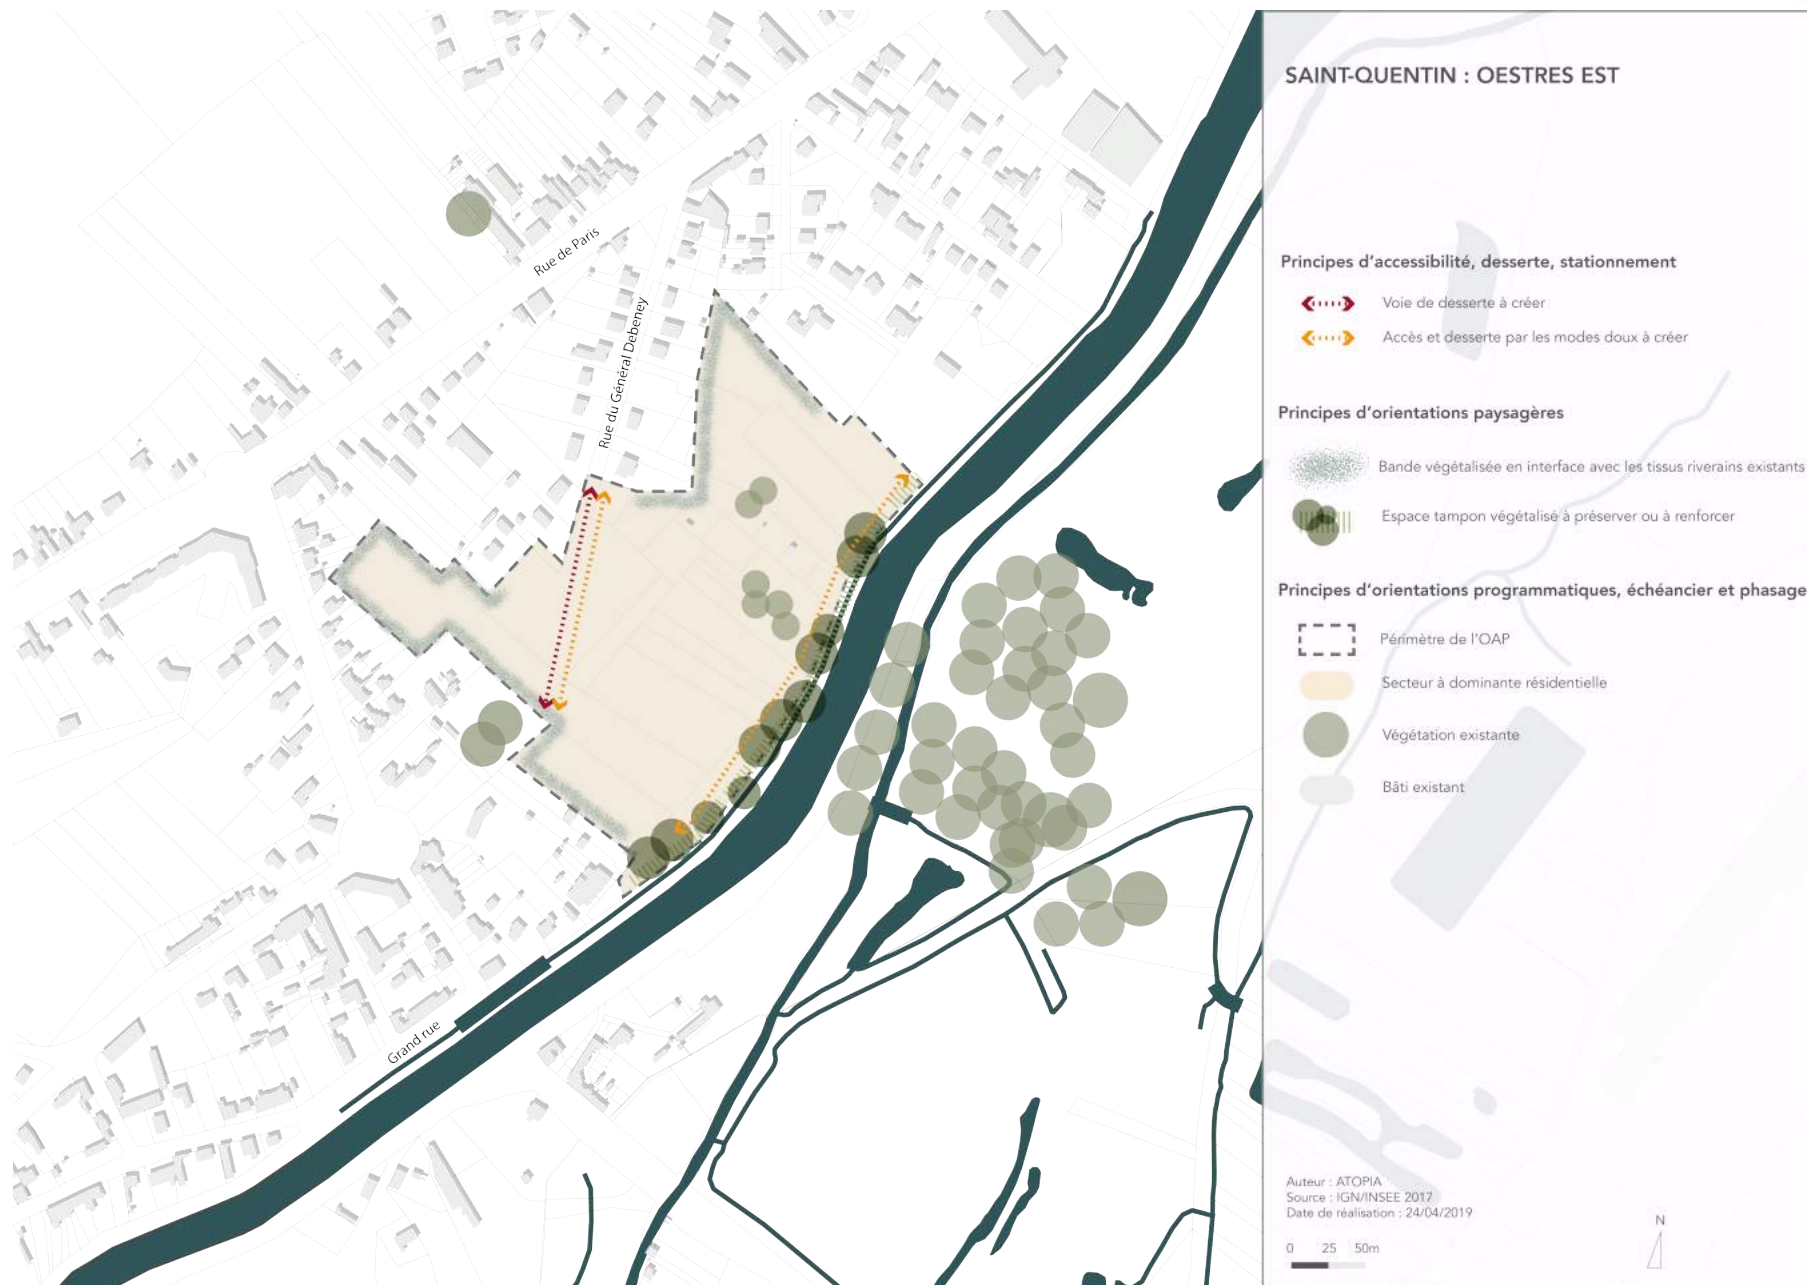 SAINT-QUENTIN : OESTRES EST
Rue de Paris
Rue du Général Debeney
Grand rue
Principes d'accessibilité, desserte, stationnement
Voie de desserte à créer
Accès et desserte par les modes doux à créer
Principes d'orientations paysagères
Bande végétalisée en interface avec les tissus riverains existants
Espace tampon végétalisé à préserver ou à renforcer
Principes d'orientations programmatiques, échéancier et phasage
Périmètre de l'OAP
Secteur à dominante résidentielle
Végétation existante
Bâti existant
Auteur : ATOPIA
Source : IGN/INSEE 2017
Date de réalisation : 24/04/2019
0 25 50m
N